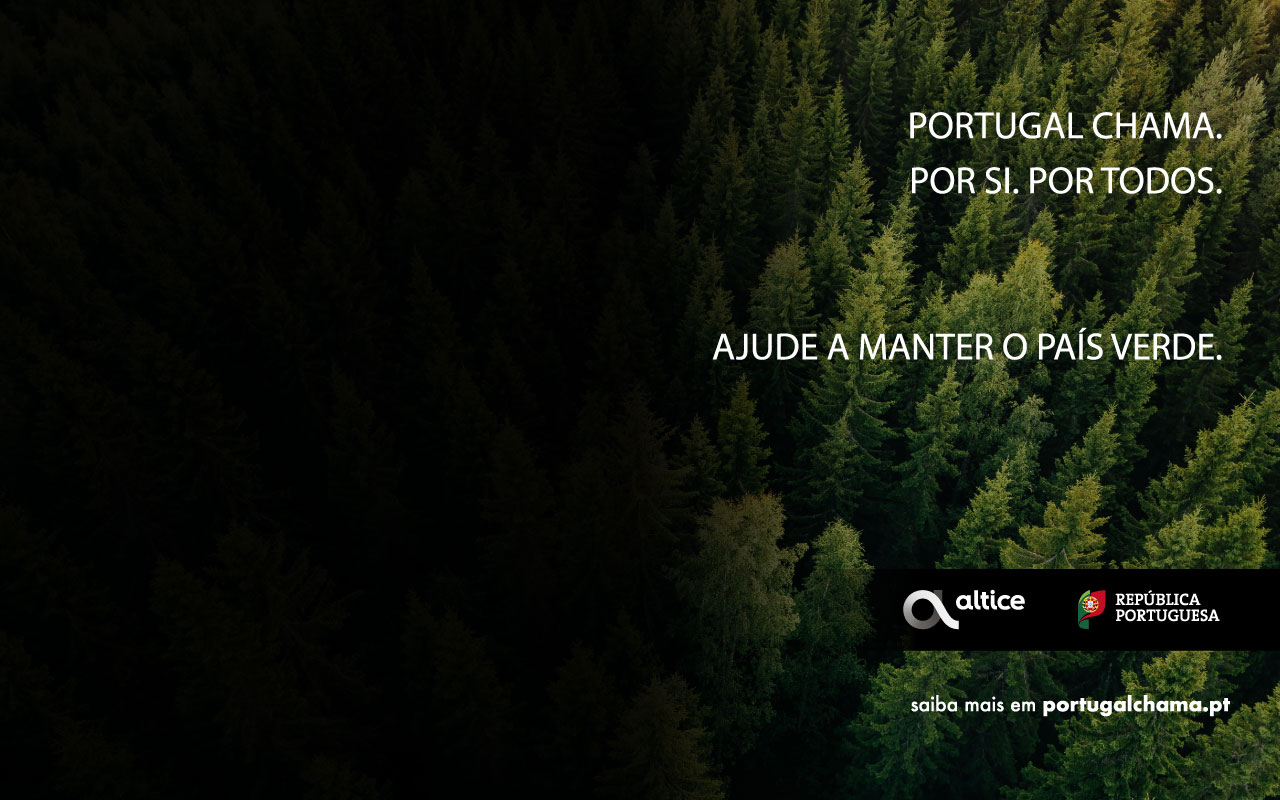 PORTUGAL CHAMA.
POR SI. POR TODOS.
AJUDE A MANTER O PAÍS VERDE.
altice
REPÚBLICA
PORTUGUESA
saiba mais em portugalchama.pt